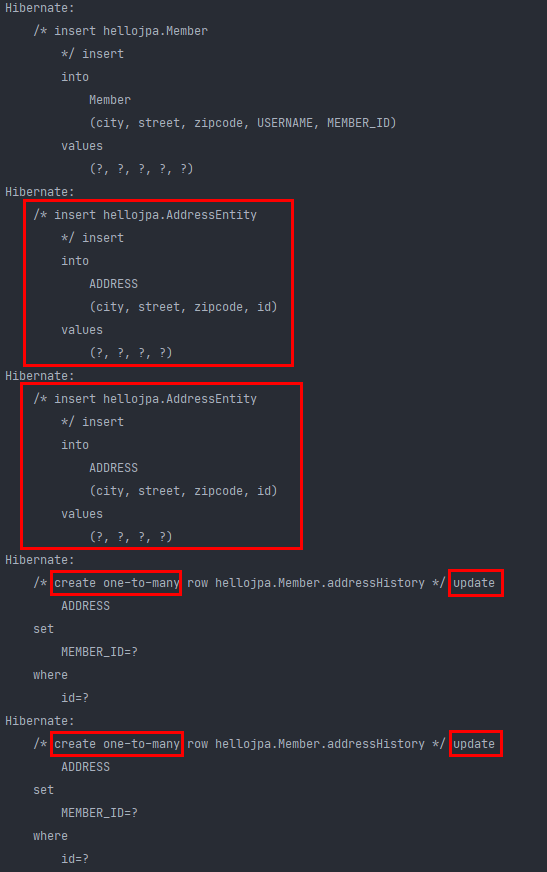 Hibernate:
/* insert hellojpa.Member
*/ insert
into
Member
(city, street, zipcode, USERNAME, MEMBER_ID)
values
(?, ?, ?, ?, ?)
Hibernate:
/* insert hellojpa.AddressEntity
*/ insert
into
ADDRESS
(city, street, zipcode, id)
values
(?, ?, ?, ?)
Hibernate:
/* insert hellojpa.AddressEntity
*/ insert
into
ADDRESS
(city, street, zipcode, id)
values
(?, ?, ?, ?)
Hibernate:
/* create one-to-many row hellojpa.Member.addressHistory */ update
ADDRESS
set
MEMBER_ID=?
where
id=?
Hibernate:
/* create one-to-many row hellojpa.Member.addressHistory */ update
ADDRESS
set
MEMBER_ID=?
where
id=?